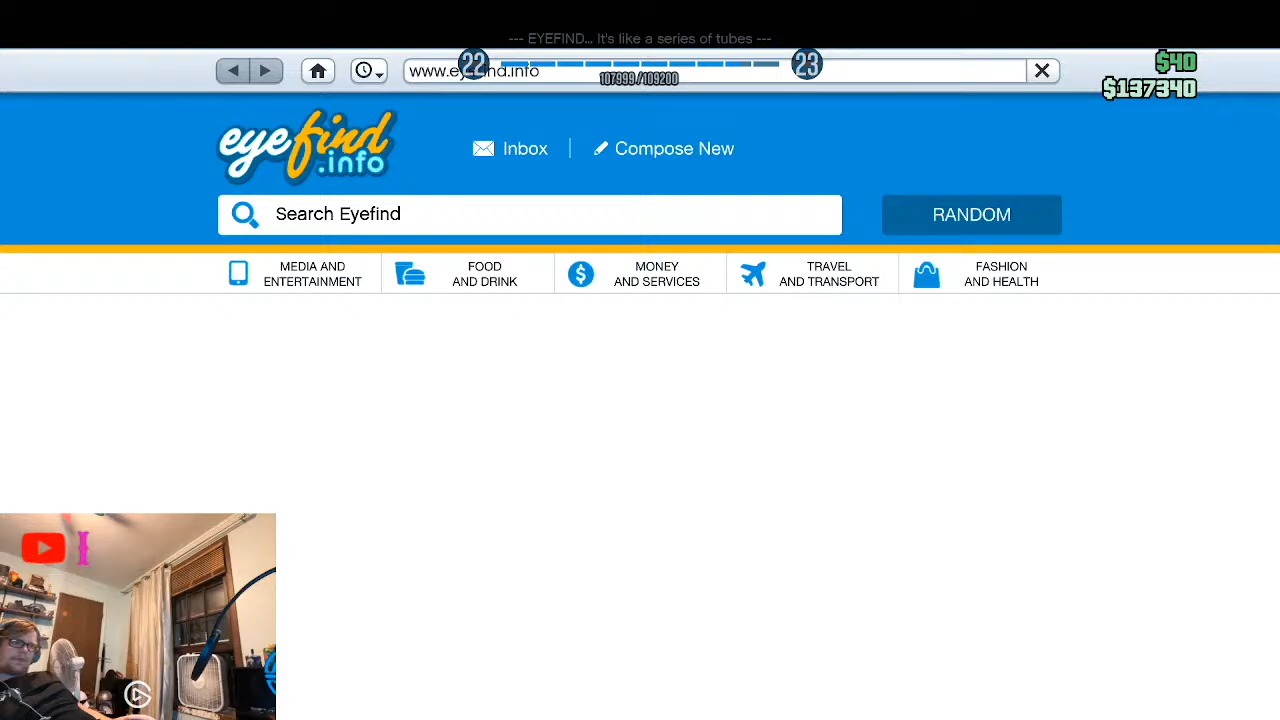 --- EYEFIND... It's like a series of tubes ---
22 23
www.eyefind.info
107999/109200
$40
$137340
eyefind.info
Inbox | Compose New
Search Eyefind
RANDOM
MEDIA AND ENTERTAINMENT
FOOD AND DRINK
MONEY AND SERVICES
TRAVEL AND TRANSPORT
FASHION AND HEALTH